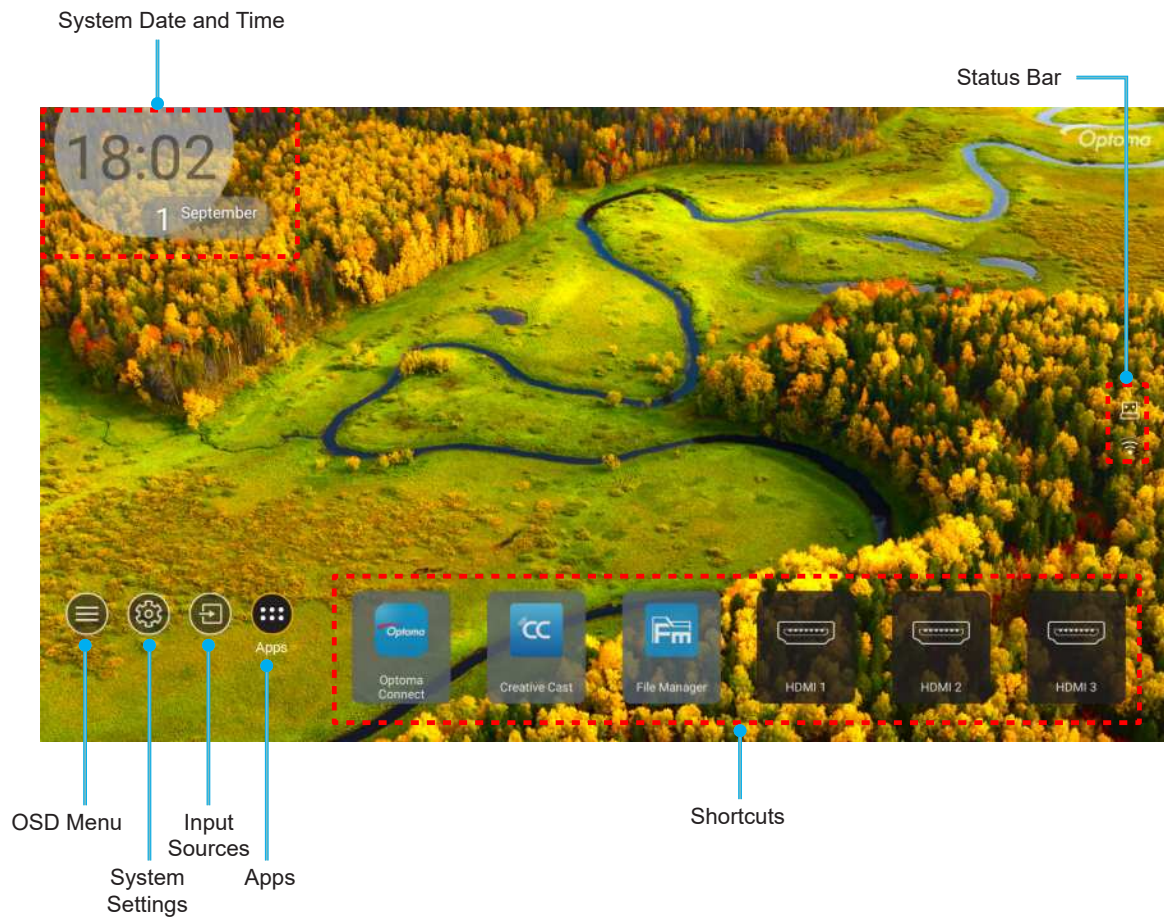 System Date and Time
Status Bar
18:02
Optoma
1 September
Apps
Optoma
CC
Fm
Optoma
Connect
Creative Cast
File Manager
HDMI 1
HDMI 2
HDMI 3
OSD Menu
Input
Sources
Shortcuts
System
Settings
Apps